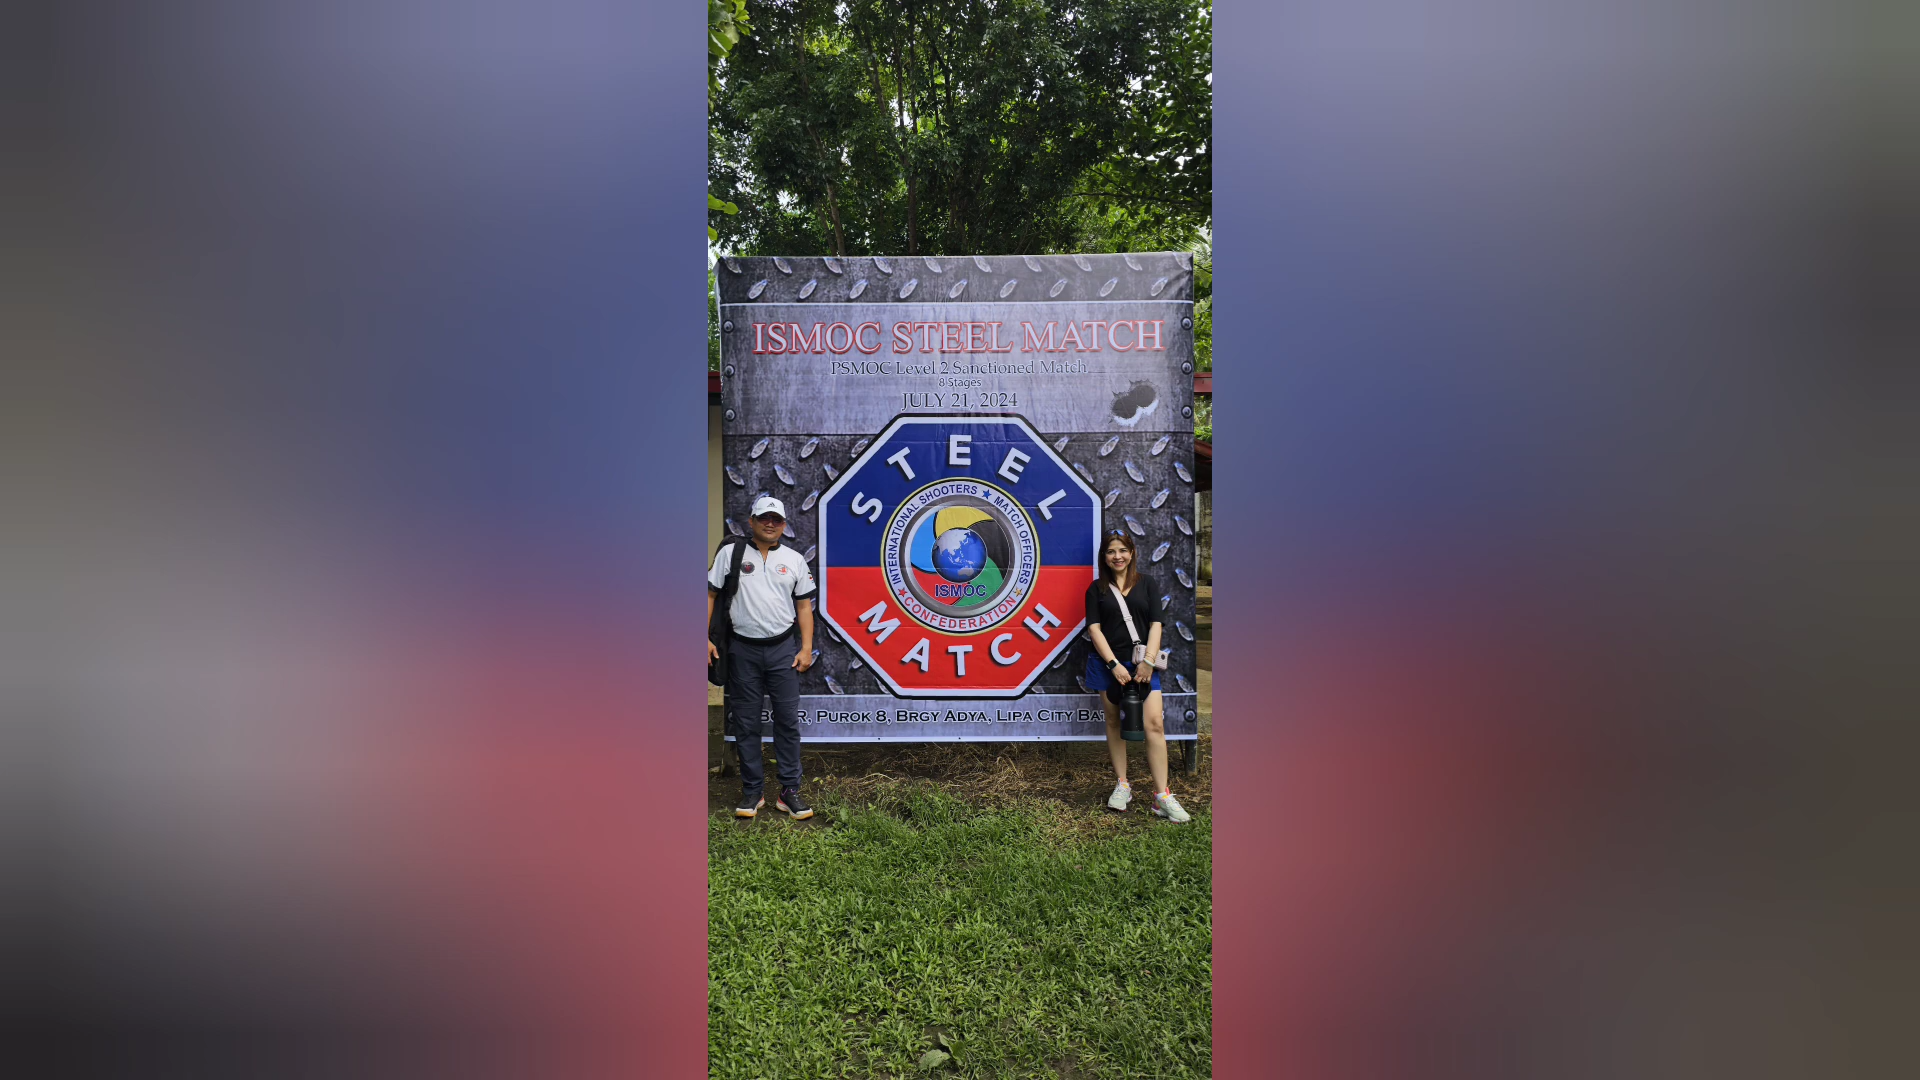 ISMOC STEEL MATCH
PSMOC Level 2 Sanctioned Match
8 Stages
JULY 21, 2024
STEEL
INTERNATIONAL SHOOTERS ★ MATCH OFFICERS
ISMOC
★ CONFEDERATION ★
MATCH
PUROK 8, BRGY ADYA, LIPA CITY